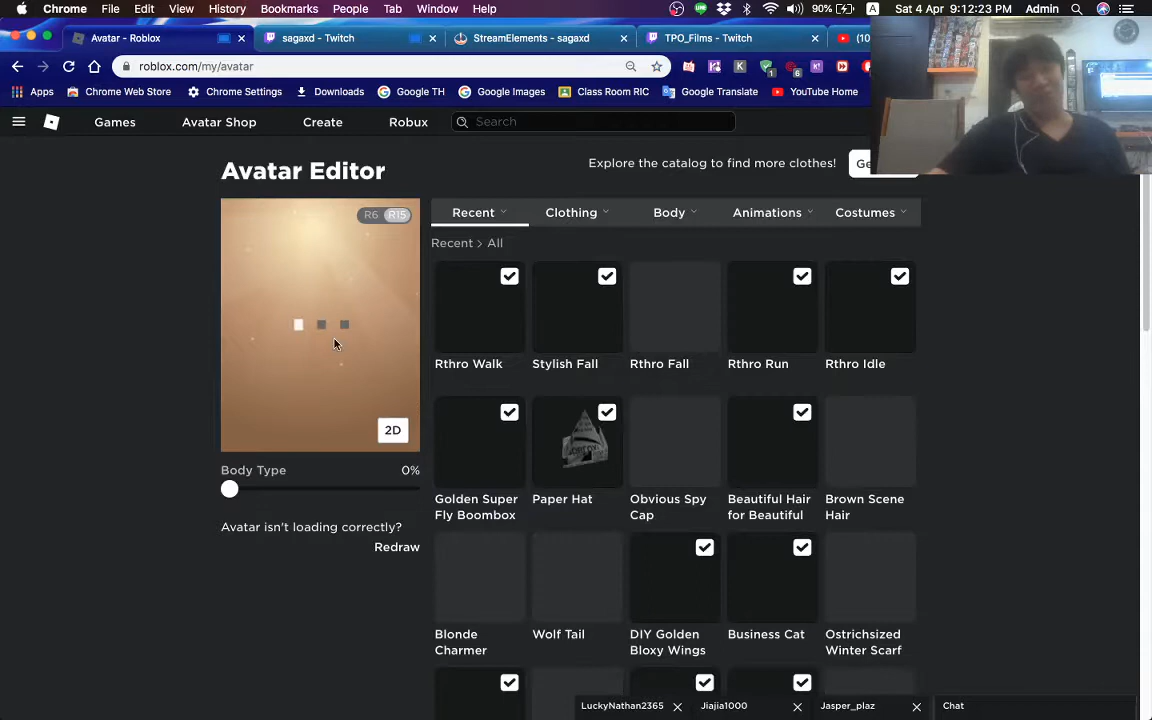 Chrome File Edit View History Bookmarks People Tab Window Help 90% A Sat 4 Apr 9:12:23 PM Admin
Avatar - Roblox sagaxd - Twitch StreamElements - sagaxd TPO_Films - Twitch (10
roblox.com/my/avatar
Apps Chrome Web Store Chrome Settings Downloads Google TH Google Images Class Room RIC Google Translate YouTube Home
Games Avatar Shop Create Robux Search
Avatar Editor
Explore the catalog to find more clothes! Ge
R6 R15
Recent Clothing Body Animations Costumes
Recent > All
Rthro Walk Stylish Fall Rthro Fall Rthro Run Rthro Idle
2D
Body Type 0%
Golden Super Paper Hat Obvious Spy Beautiful Hair Brown Scene
Fly Boombox Cap for Beautiful Hair
Avatar isn't loading correctly?
Redraw
Blonde Wolf Tail DIY Golden Business Cat Ostrichsized
Charmer Bloxy Wings Winter Scarf
LuckyNathan2365 Jiajia1000 Jasper_plaz Chat